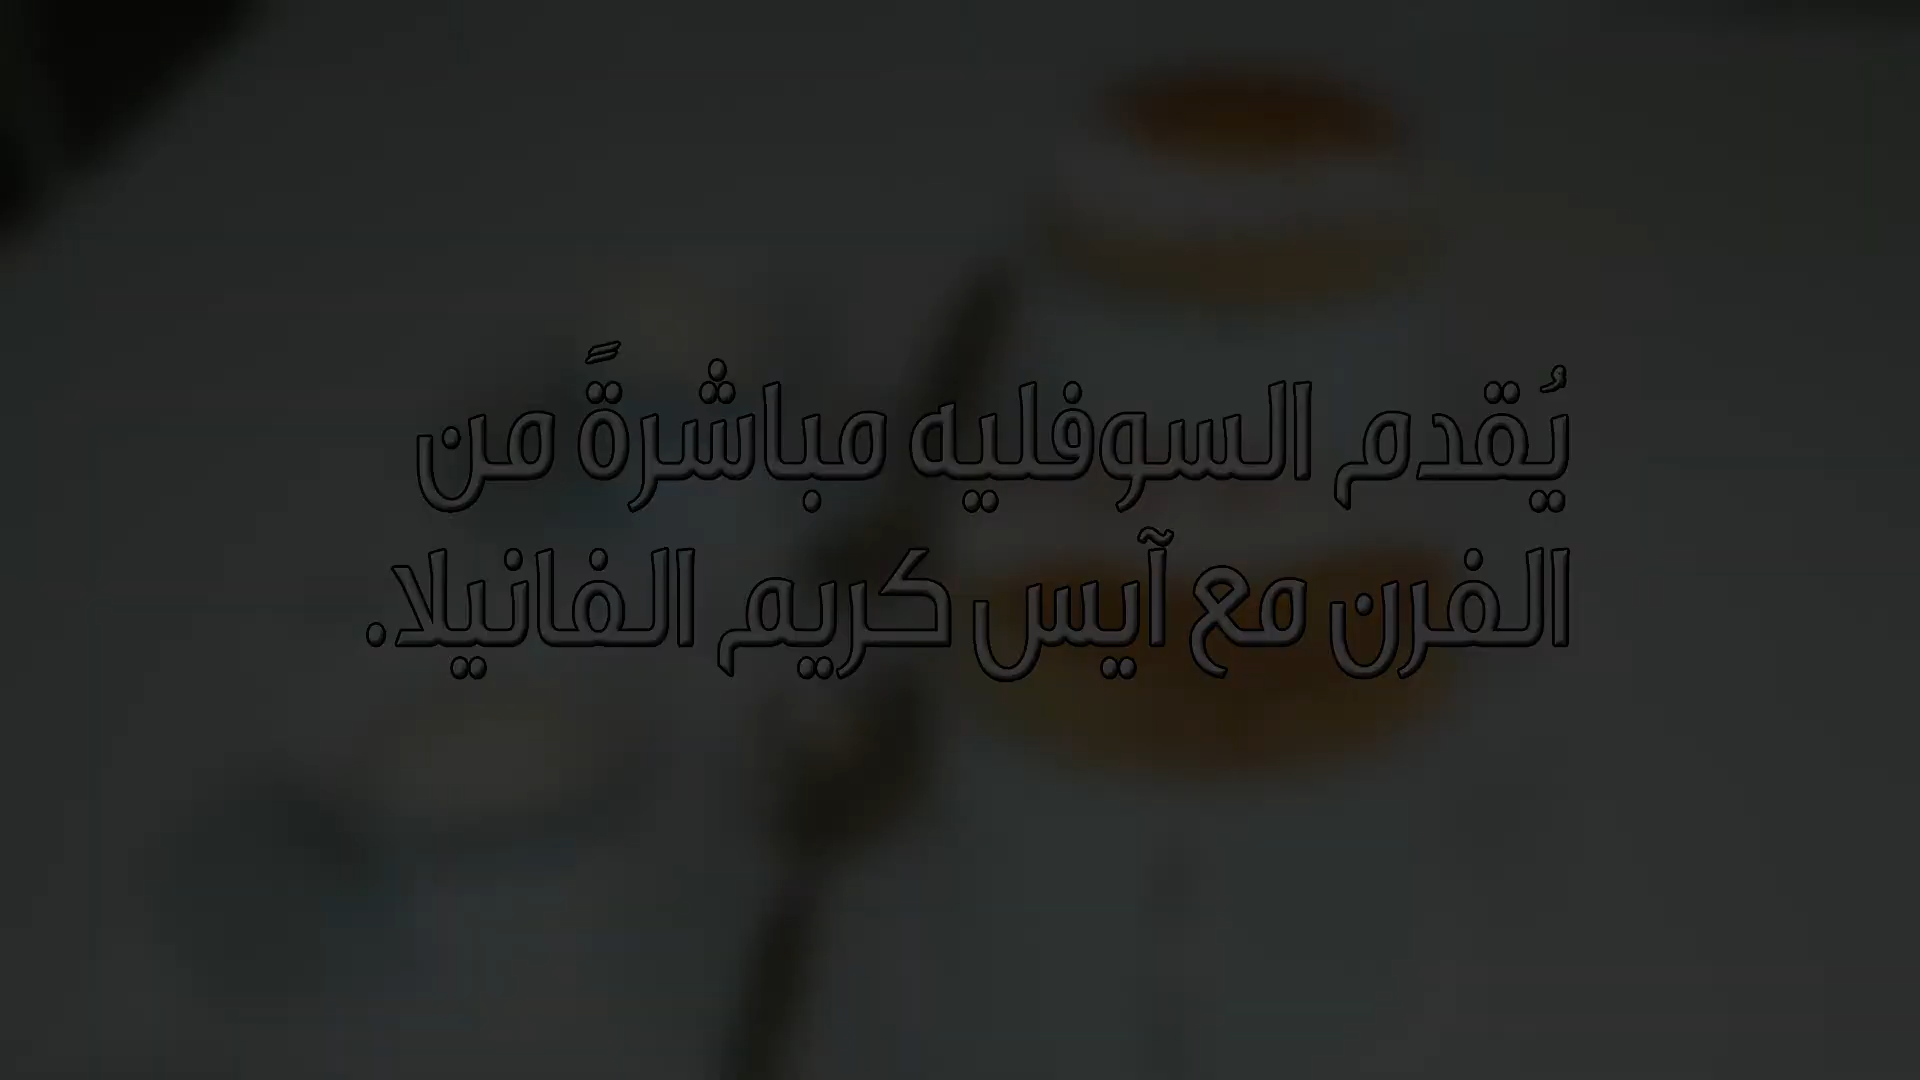 يُقدم السوفليه مباشرةً من
الفرن مع آيس كريم الفانيلا.